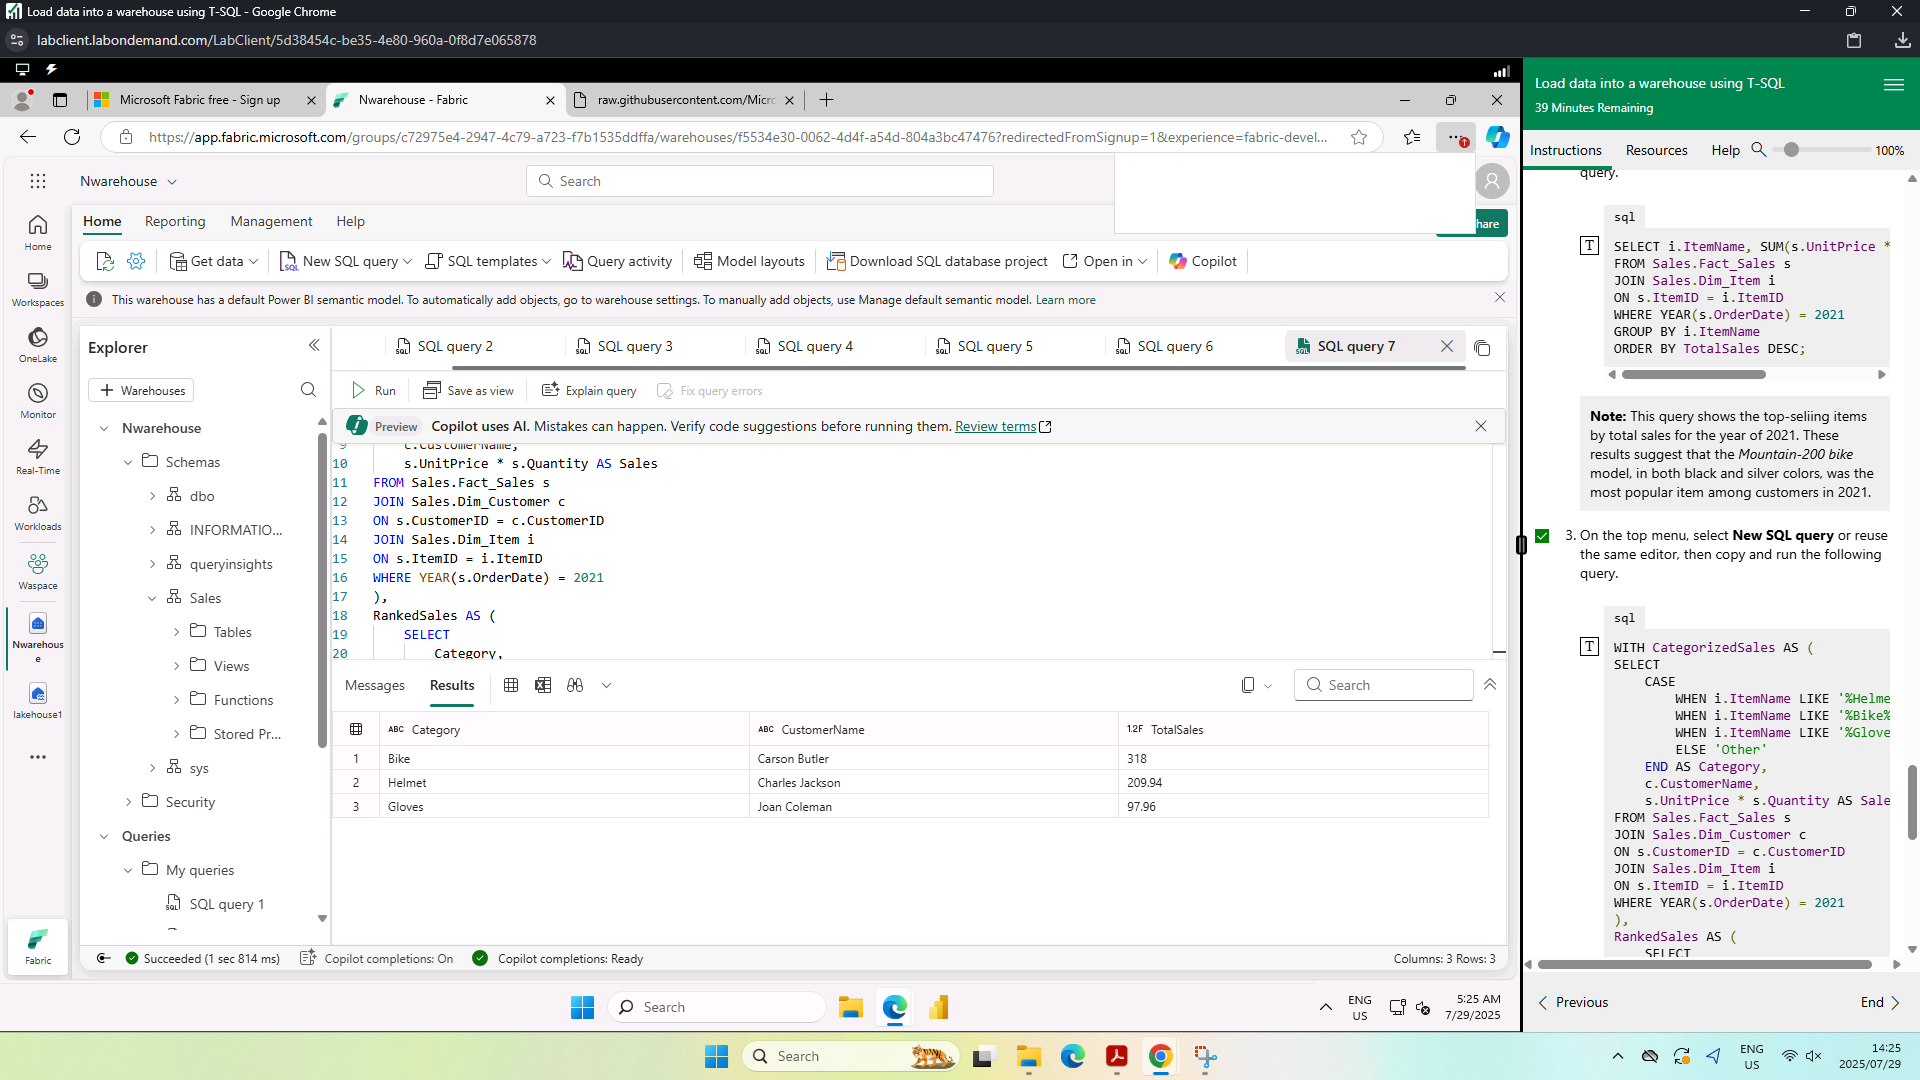 Load data into a warehouse using T-SQL - Google Chrome
labclient.labondemand.com/LabClient/5d38454c-be35-4e80-960a-0f8d7e065878
Microsoft Fabric free - Sign up
Nwarehouse - Fabric
raw.githubusercontent.com/Micro
https://app.fabric.microsoft.com/groups/c72975e4-2947-4c79-a723-f7b1535ddffa/warehouses/f5534e30-0062-4d4f-a54d-804a3bc47476?redirectedFromSignup=1&experience=fabric-devel...
Nwarehouse
Search
Home
Reporting
Management
Help
hare
Get data
New SQL query
SQL templates
Query activity
Model layouts
Download SQL database project
Open in
Copilot
This warehouse has a default Power BI semantic model. To automatically add objects, go to warehouse settings. To manually add objects, use Manage default semantic model. Learn more
Home
Workspaces
OneLake
Monitor
Real-Time
Workloads
Waspace
Nwarehous
e
lakehouse1
Fabric
Explorer
Warehouses
Nwarehouse
Schemas
dbo
INFORMATIO...
queryinsights
Sales
Tables
Views
Functions
Stored Pr...
sys
Security
Queries
My queries
SQL query 1
SQL query 2
SQL query 3
SQL query 4
SQL query 5
SQL query 6
SQL query 7
Run
Save as view
Explain query
Fix query errors
Preview
Copilot uses AI. Mistakes can happen. Verify code suggestions before running them. Review terms
9 c.CustomerName,
10 s.UnitPrice * s.Quantity AS Sales
11 FROM Sales.Fact_Sales s
12 JOIN Sales.Dim_Customer c
13 ON s.CustomerID = c.CustomerID
14 JOIN Sales.Dim_Item i
15 ON s.ItemID = i.ItemID
16 WHERE YEAR(s.OrderDate) = 2021
17 ),
18 RankedSales AS (
19 SELECT
20 Category,
Messages
Results
Search
ABC Category
ABC CustomerName
1.2F TotalSales
1 Bike Carson Butler 318
2 Helmet Charles Jackson 209.94
3 Gloves Joan Coleman 97.96
Succeeded (1 sec 814 ms)
Copilot completions: On
Copilot completions: Ready
Columns: 3 Rows: 3
Search
ENG
US
5:25 AM
7/29/2025
Load data into a warehouse using T-SQL
39 Minutes Remaining
Instructions
Resources
Help
100%
query.
sql
T
SELECT i.ItemName, SUM(s.UnitPrice *
FROM Sales.Fact_Sales s
JOIN Sales.Dim_Item i
ON s.ItemID = i.ItemID
WHERE YEAR(s.OrderDate) = 2021
GROUP BY i.ItemName
ORDER BY TotalSales DESC;
Note: This query shows the top-seliing items
by total sales for the year of 2021. These
results suggest that the Mountain-200 bike
model, in both black and silver colors, was the
most popular item among customers in 2021.
3. On the top menu, select New SQL query or reuse
the same editor, then copy and run the following
query.
sql
T
WITH CategorizedSales AS (
SELECT
CASE
WHEN i.ItemName LIKE '%Helme
WHEN i.ItemName LIKE '%Bike%
WHEN i.ItemName LIKE '%Glove
ELSE 'Other'
END AS Category,
c.CustomerName,
s.UnitPrice * s.Quantity AS Sale
FROM Sales.Fact_Sales s
JOIN Sales.Dim_Customer c
ON s.CustomerID = c.CustomerID
JOIN Sales.Dim_Item i
ON s.ItemID = i.ItemID
WHERE YEAR(s.OrderDate) = 2021
),
RankedSales AS (
SELECT
Previous
End
Search
ENG
US
14:25
2025/07/29